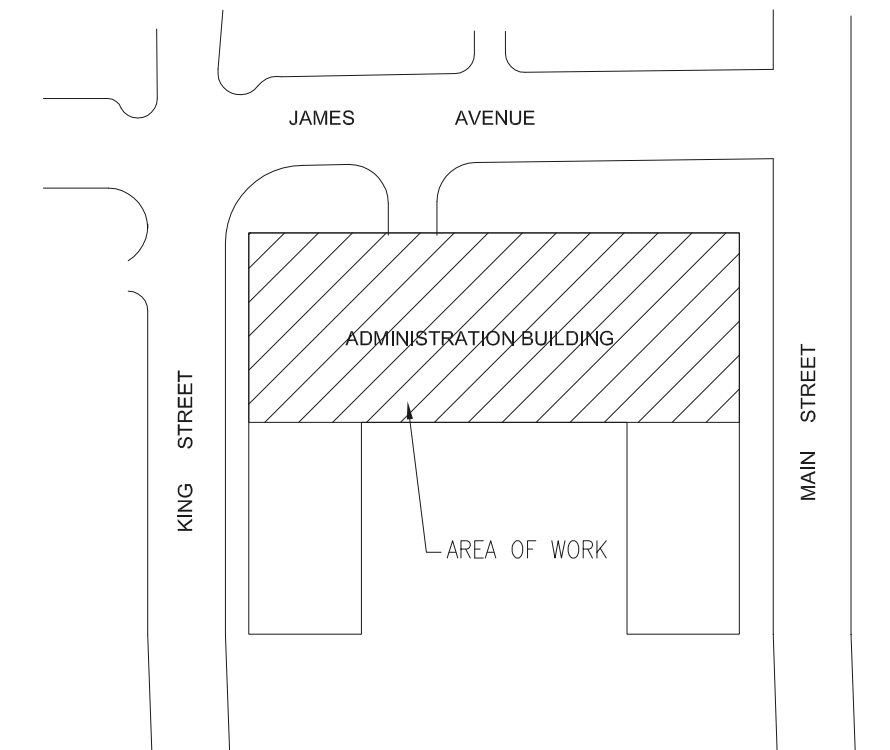 JAMES AVENUE
ADMINISTRATION BUILDING
KING STREET
MAIN STREET
AREA OF WORK